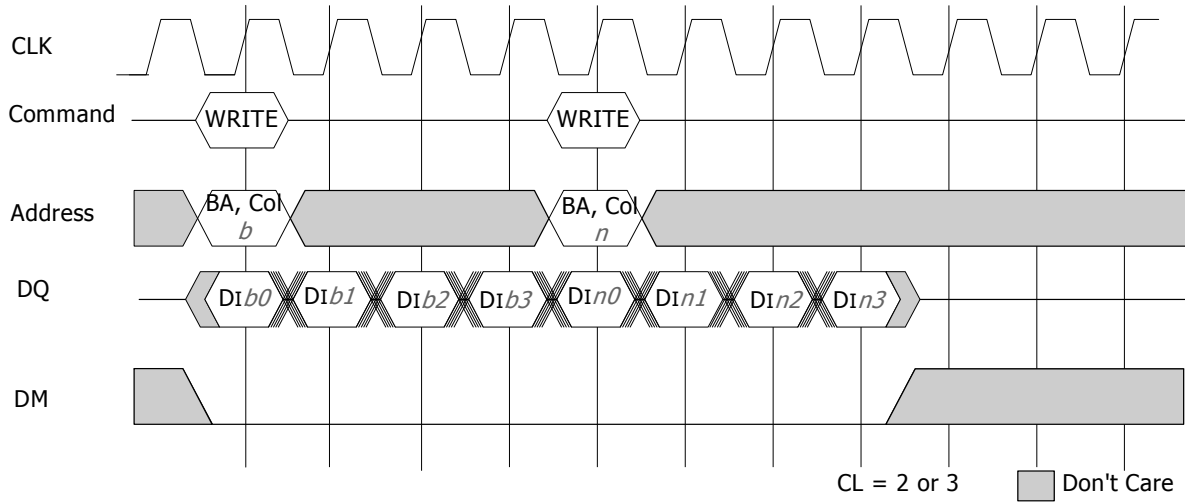 CLK
Command WRITE WRITE
Address BA, Col BA, Col
b n
DQ DIb0 DIb1 DIb2 DIb3 DIn0 DIn1 DIn2 DIn3
DM
CL = 2 or 3 Don't Care